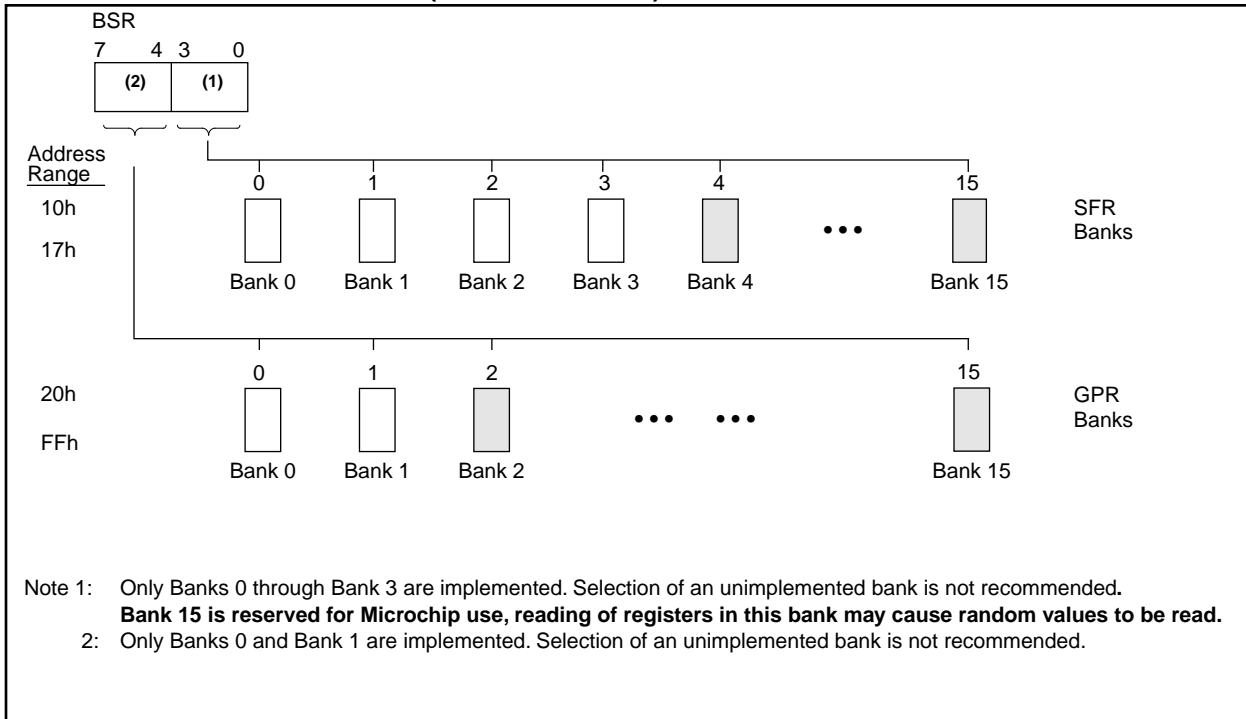 BSR
7 4 3 0
(2) (1)
Address
Range
0 1 2 3 4 15
10h
17h
SFR
Banks
• • •
Bank 0 Bank 1 Bank 2 Bank 3 Bank 4 Bank 15
0 1 2 15
20h
FFh
GPR
Banks
• • • • • •
Bank 0 Bank 1 Bank 2 Bank 15
Note 1: Only Banks 0 through Bank 3 are implemented. Selection of an unimplemented bank is not recommended.
Bank 15 is reserved for Microchip use, reading of registers in this bank may cause random values to be read.
2: Only Banks 0 and Bank 1 are implemented. Selection of an unimplemented bank is not recommended.